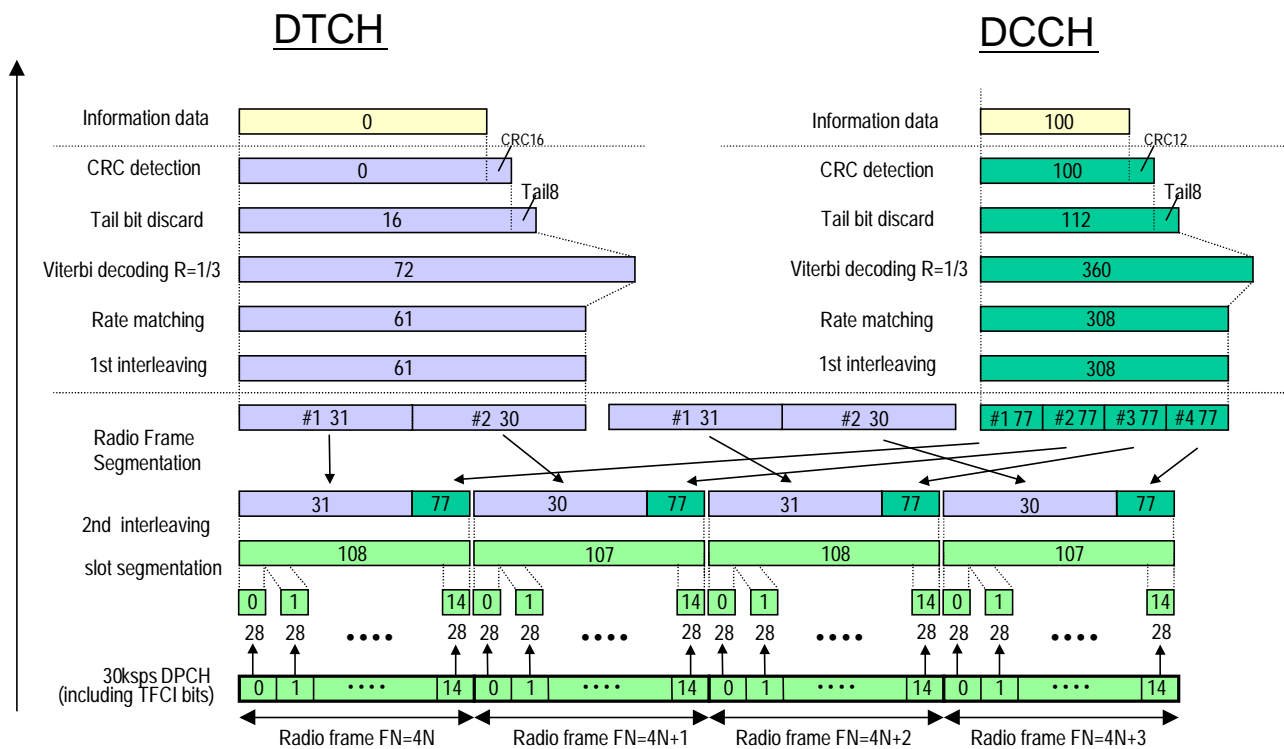 DTCH DCCH
Information data 0 Information data 100
CRC16 CRC12
CRC detection 0 CRC detection 100
Tail8 Tail8
Tail bit discard 16 Tail bit discard 112
Viterbi decoding R=1/3 72 Viterbi decoding R=1/3 360
Rate matching 61 Rate matching 308
1st interleaving 61 1st interleaving 308
#1 31 #2 30 #1 31 #2 30 #1 77 #2 77 #3 77 #4 77
Radio Frame
Segmentation
31 77 30 77 31 77 30 77
2nd interleaving
108 107 108 107
slot segmentation
0 1 14 0 1 14 0 1 14 0 1 14
28 28 •••• 28 28 28 •••• 28 28 28 •••• 28 28 28 •••• 28
30ksps DPCH
(including TFCI bits)
0 1 •••• 14 0 1 •••• 14 0 1 •••• 14 0 1 •••• 14
Radio frame FN=4N Radio frame FN=4N+1 Radio frame FN=4N+2 Radio frame FN=4N+3